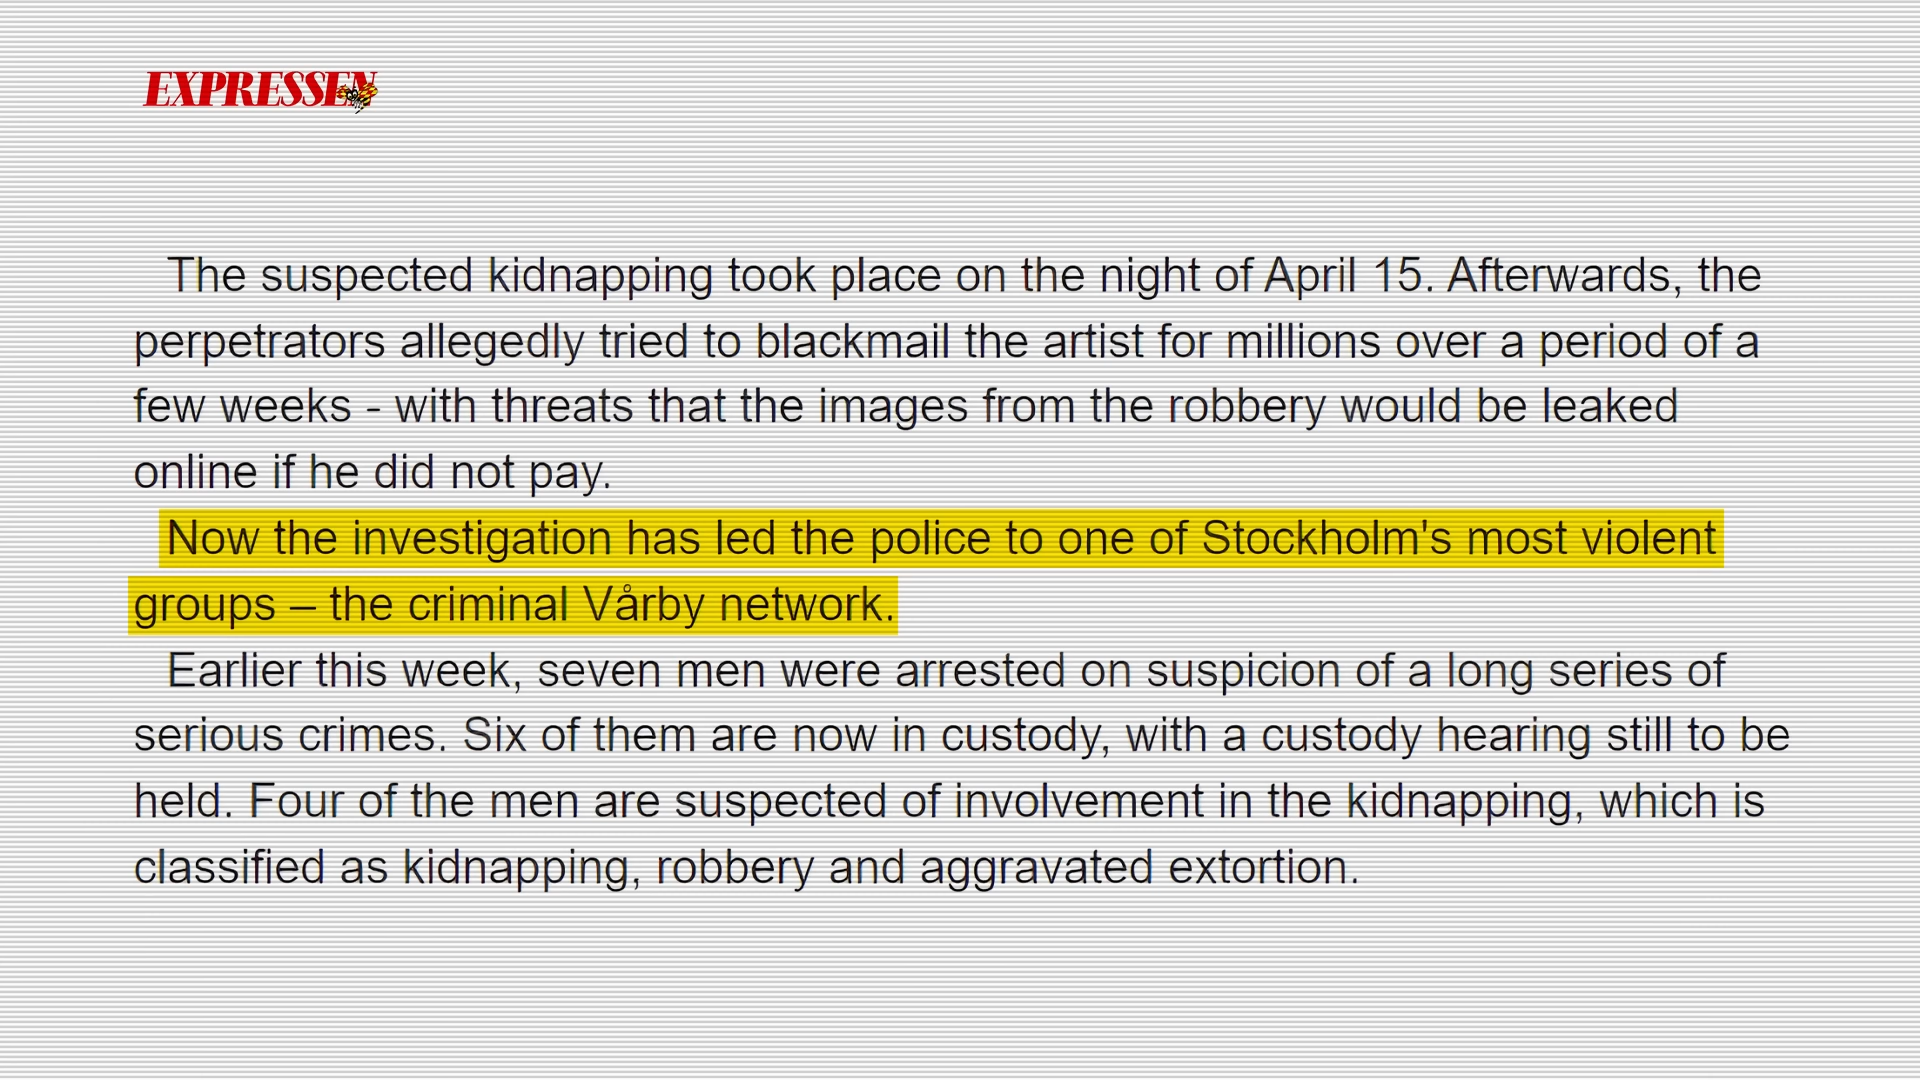 EXPRESSEN
The suspected kidnapping took place on the night of April 15. Afterwards, the
perpetrators allegedly tried to blackmail the artist for millions over a period of a
few weeks - with threats that the images from the robbery would be leaked
online if he did not pay.
Now the investigation has led the police to one of Stockholm's most violent
groups – the criminal Vårby network.
Earlier this week, seven men were arrested on suspicion of a long series of
serious crimes. Six of them are now in custody, with a custody hearing still to be
held. Four of the men are suspected of involvement in the kidnapping, which is
classified as kidnapping, robbery and aggravated extortion.